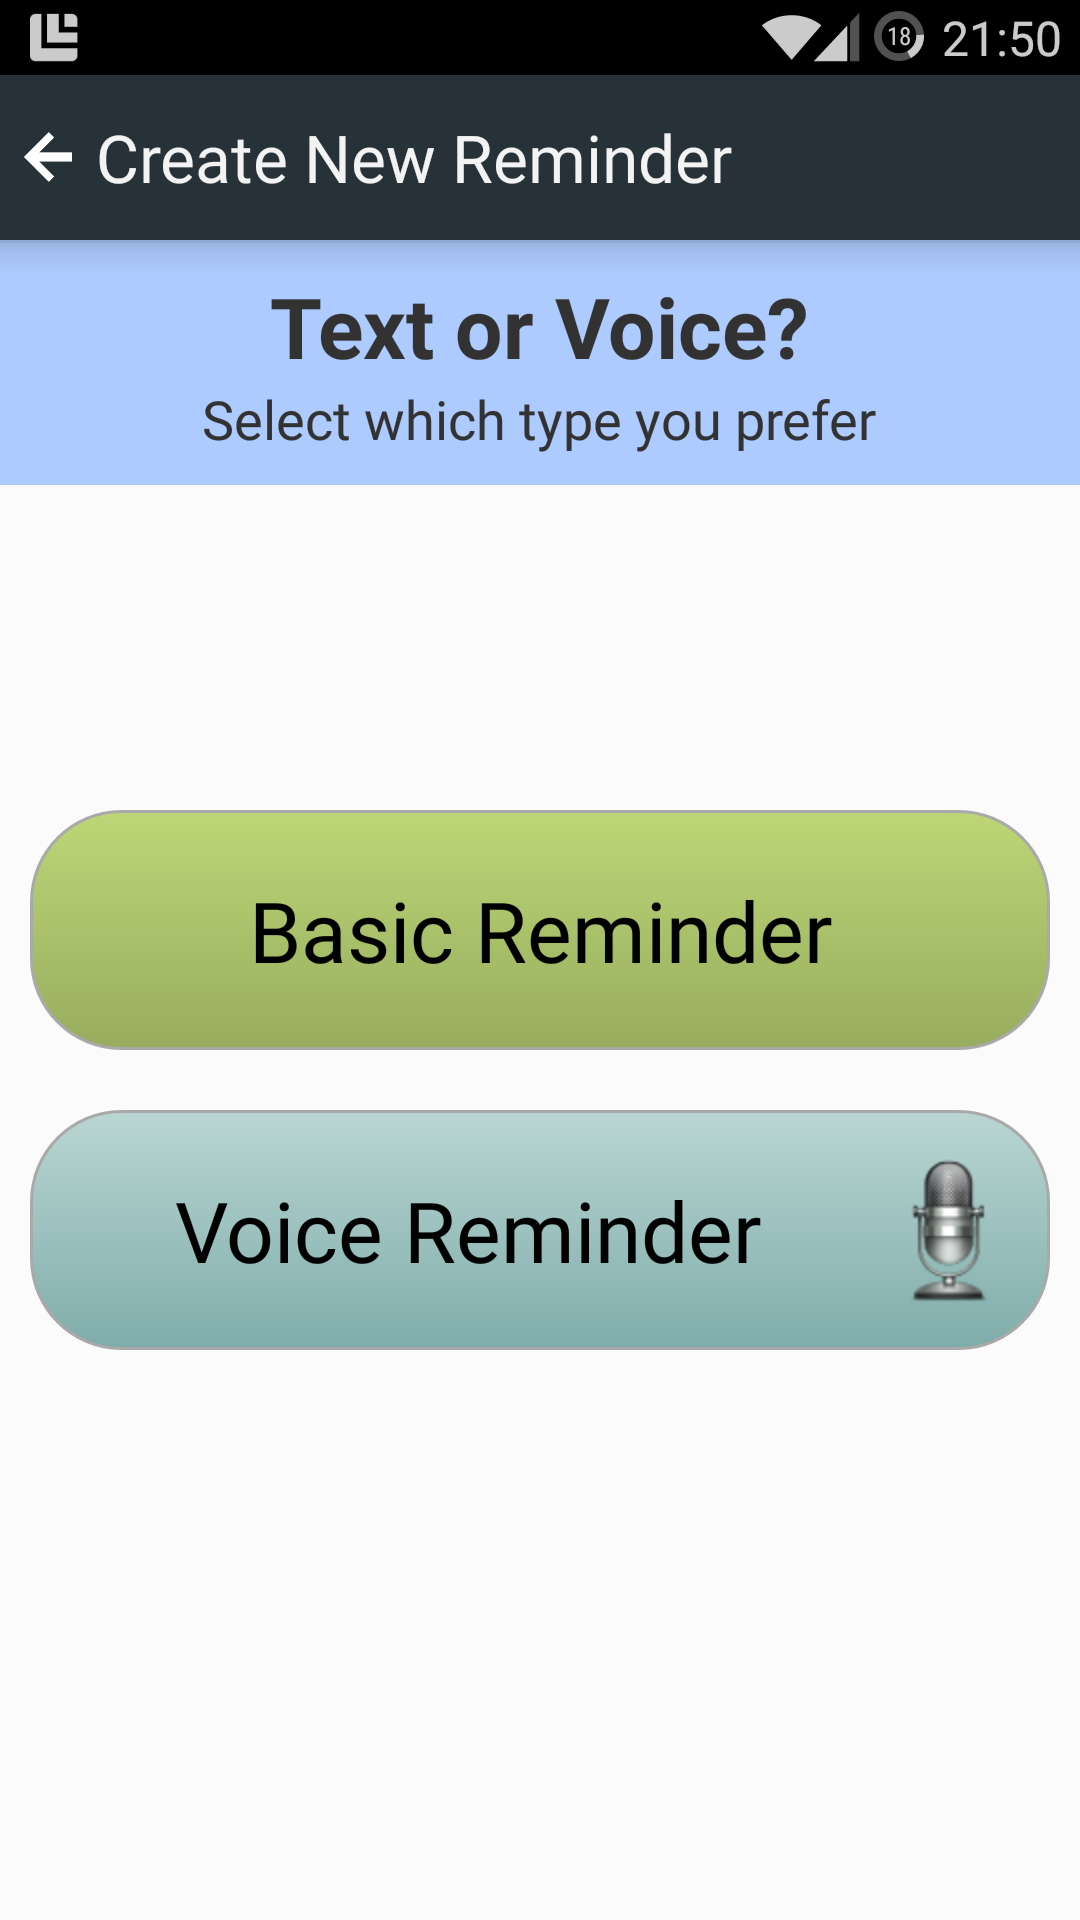 18 21:50
Create New Reminder
Text or Voice?
Select which type you prefer
Basic Reminder
Voice Reminder